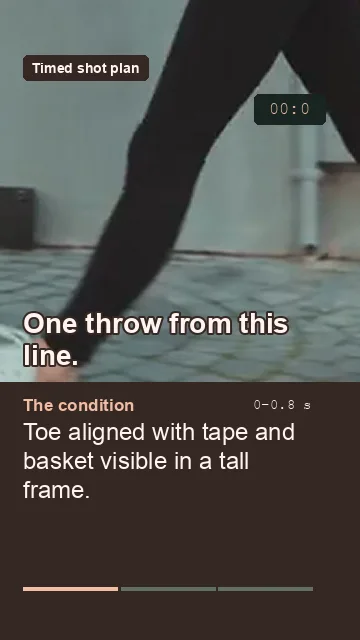 Timed shot plan
00:0
One throw from this
line.
The condition
0–0.8 s
Toe aligned with tape and
basket visible in a tall
frame.